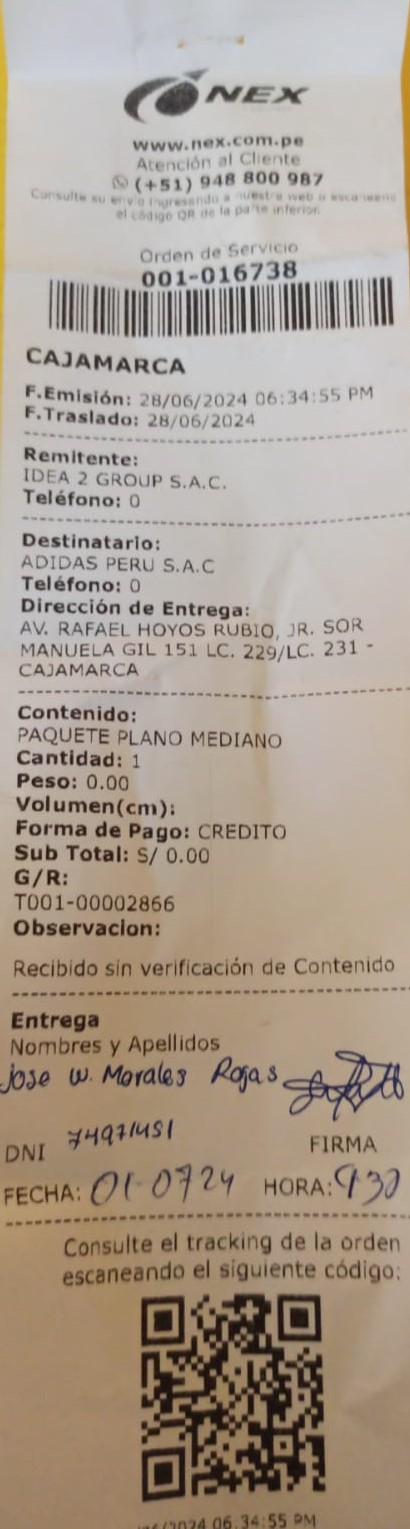 NEX
www.nex.com.pe
Atención al Cliente
(+51) 948 800 987
Consulte su envío ingresando a nuestra web o escaneando
el código QR de la parte inferior.
Orden de Servicio
001-016738
CAJAMARCA
F.Emisión: 28/06/2024 06:34:55 PM
F.Traslado: 28/06/2024
Remitente:
IDEA 2 GROUP S.A.C.
Teléfono: 0
Destinatario:
ADIDAS PERU S.A.C
Teléfono: 0
Dirección de Entrega:
AV. RAFAEL HOYOS RUBIO, JR. SOR
MANUELA GIL 151 LC. 229/LC. 231 -
CAJAMARCA
Contenido:
PAQUETE PLANO MEDIANO
Cantidad: 1
Peso: 0.00
Volumen(cm):
Forma de Pago: CREDITO
Sub Total: S/ 0.00
G/R:
T001-00002866
Observacion:
Recibido sin verificación de Contenido
Entrega
Nombres y Apellidos
Jose W. Morales Rojas
DNI FIRMA
FECHA: 01-0724 HORA: 930
Consulte el tracking de la orden
escaneando el siguiente código:
/2024 06:34:55 PM